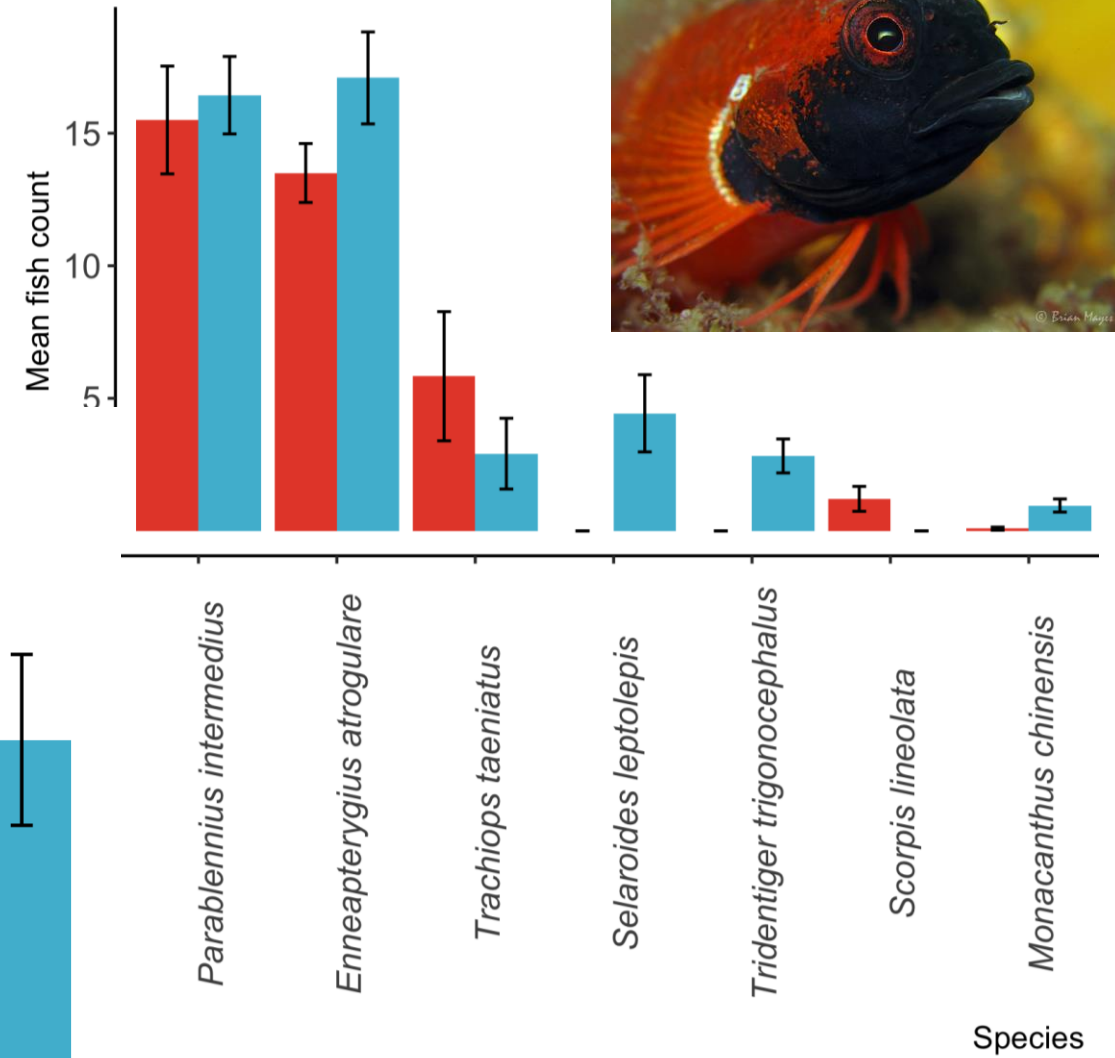 Mean fish count
15
10
5
© Brian Mayes
Parablennius intermedius
Enneapterygius atrogulare
Trachiops taeniatus
Selaroides leptolepis
Tridentiger trigonocephalus
Scorpis lineolata
Monacanthus chinensis
Species